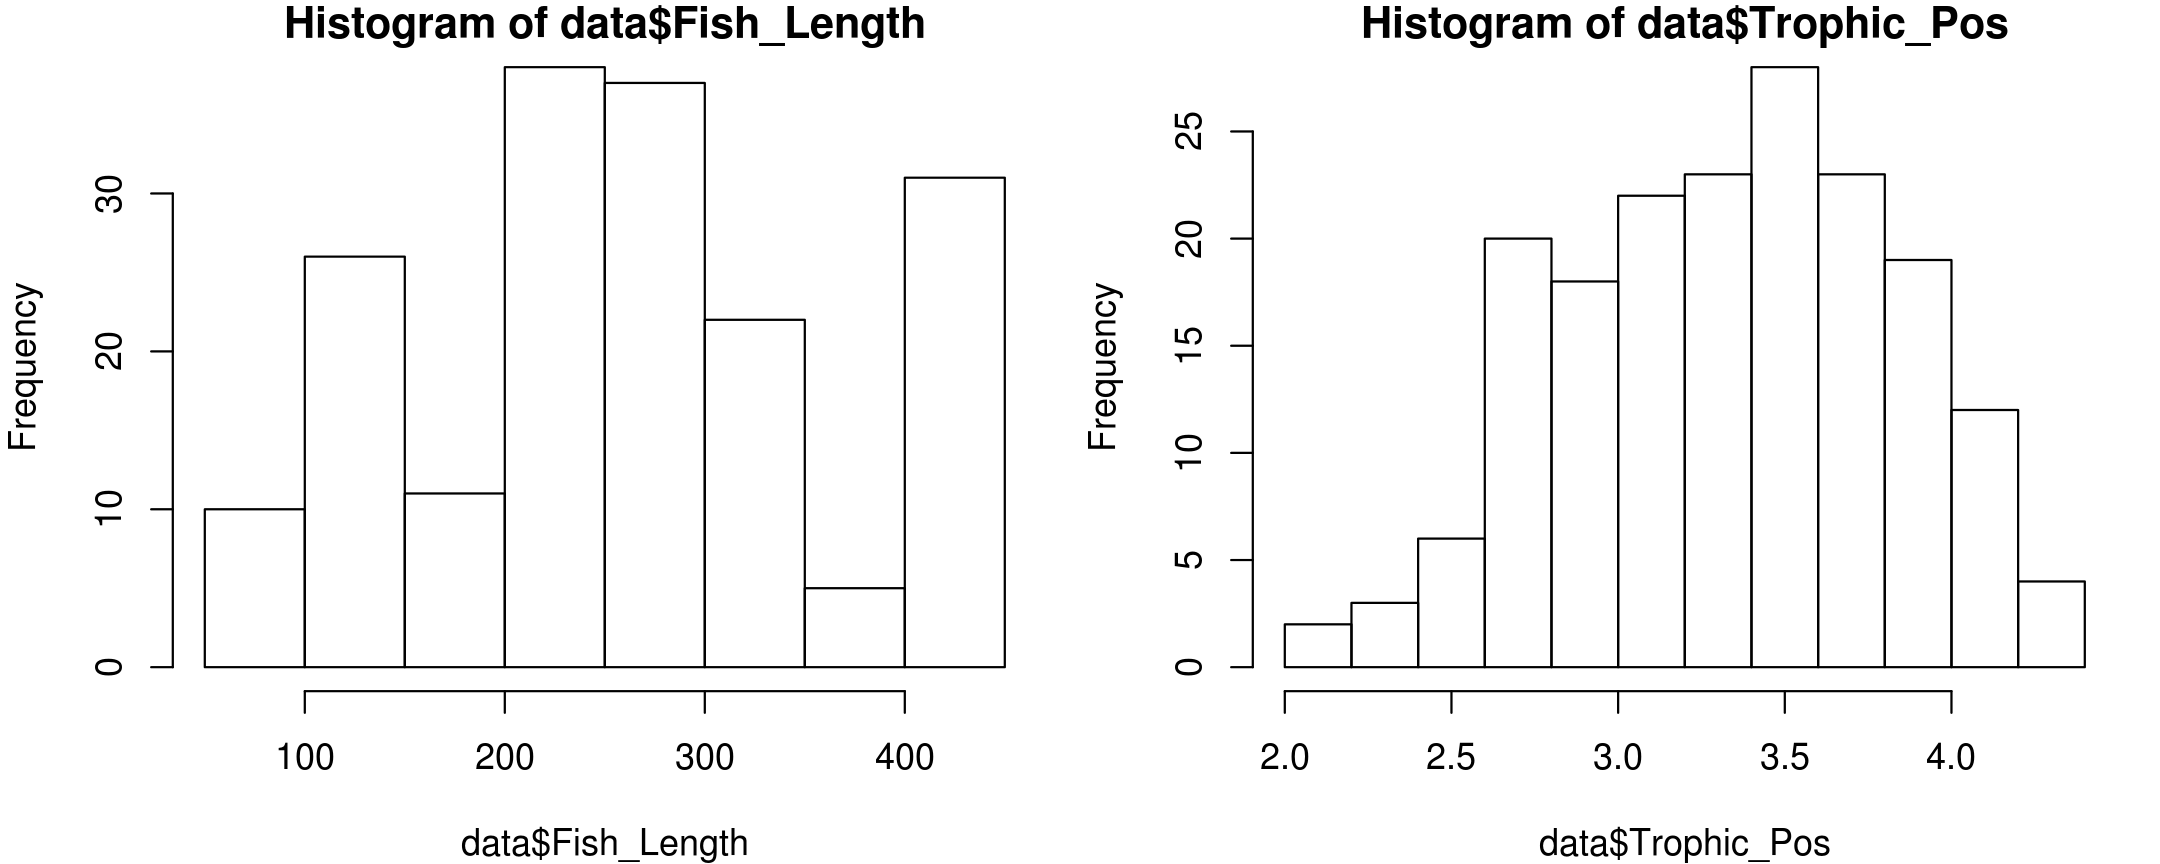 Histogram of data$Fish_Length
Frequency
30
20
10
0
100 200 300 400
data$Fish_Length
Histogram of data$Trophic_Pos
Frequency
25
20
15
10
5
0
2.0 2.5 3.0 3.5 4.0
data$Trophic_Pos